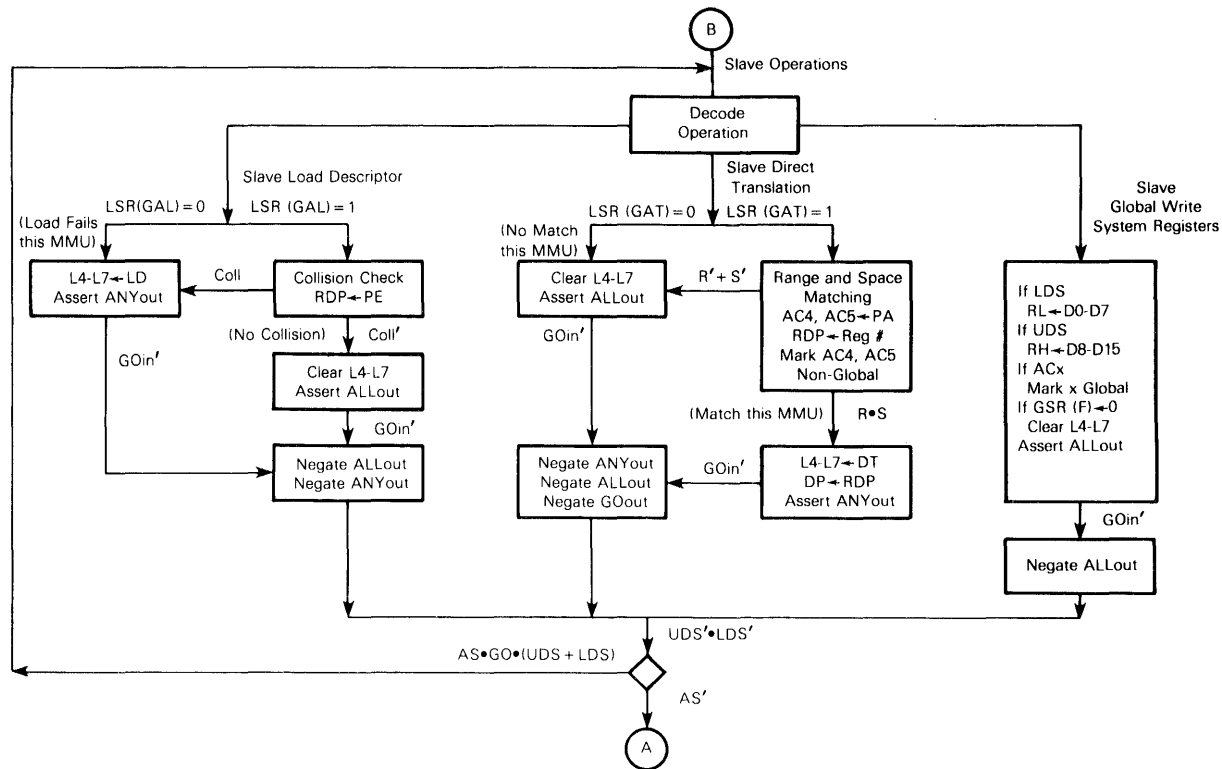 B
Slave Operations
Decode
Operation
Slave Load Descriptor
LSR(GAL)=0
LSR (GAL)=1
(Load Fails
this MMU)
L4-L7←LD
Assert ANYout
Coll
Collision Check
RDP←PE
(No Collision)
Coll'
GOin'
Clear L4-L7
Assert ALLout
GOin'
Negate ALLout
Negate ANYout
Slave Direct
Translation
LSR (GAT)=0
LSR (GAT)=1
(No Match
this MMU)
Clear L4-L7
Assert ALLout
R'+S'
Range and Space
Matching
AC4, AC5←PA
RDP←Reg #
Mark AC4, AC5
Non-Global
GOin'
(Match this MMU)
R•S
Negate ANYout
Negate ALLout
Negate GOout
GOin'
L4-L7←DT
DP←RDP
Assert ANYout
Slave
Global Write
System Registers
If LDS
RL←D0-D7
If UDS
RH←D8-D15
If ACx
Mark x Global
If GSR (F)←0
Clear L4-L7
Assert ALLout
GOin'
Negate ALLout
UDS'•LDS'
AS•GO•(UDS + LDS)
AS'
A